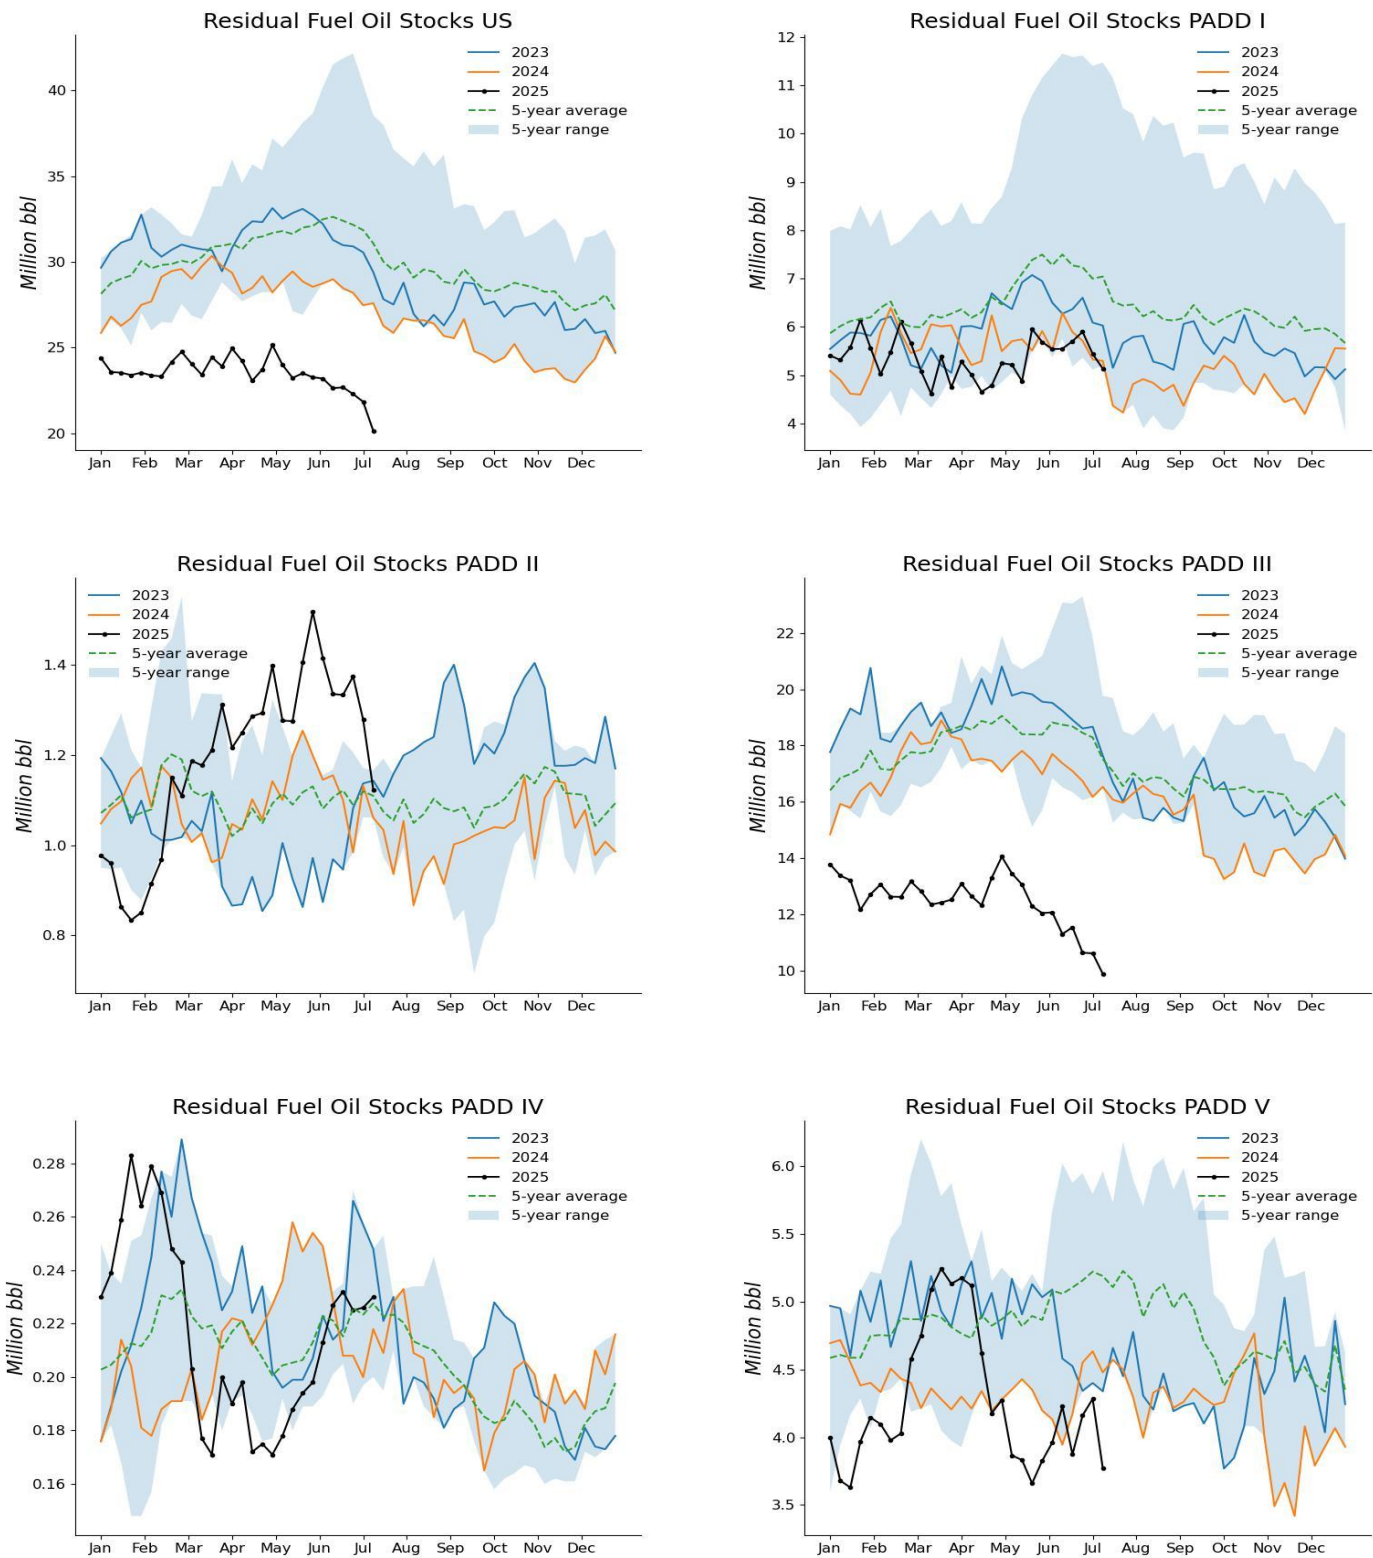 Residual Fuel Oil Stocks US
Million bbl
40
35
30
25
20
Jan Feb Mar Apr May Jun Jul Aug Sep Oct Nov Dec
2023
2024
2025
5-year average
5-year range
Residual Fuel Oil Stocks PADD I
Million bbl
12
11
10
9
8
7
6
5
4
Jan Feb Mar Apr May Jun Jul Aug Sep Oct Nov Dec
2023
2024
2025
5-year average
5-year range
Residual Fuel Oil Stocks PADD II
Million bbl
1.4
1.2
1.0
0.8
Jan Feb Mar Apr May Jun Jul Aug Sep Oct Nov Dec
2023
2024
2025
5-year average
5-year range
Residual Fuel Oil Stocks PADD III
Million bbl
22
20
18
16
14
12
10
Jan Feb Mar Apr May Jun Jul Aug Sep Oct Nov Dec
2023
2024
2025
5-year average
5-year range
Residual Fuel Oil Stocks PADD IV
Million bbl
0.28
0.26
0.24
0.22
0.20
0.18
0.16
Jan Feb Mar Apr May Jun Jul Aug Sep Oct Nov Dec
2023
2024
2025
5-year average
5-year range
Residual Fuel Oil Stocks PADD V
Million bbl
6.0
5.5
5.0
4.5
4.0
3.5
Jan Feb Mar Apr May Jun Jul Aug Sep Oct Nov Dec
2023
2024
2025
5-year average
5-year range